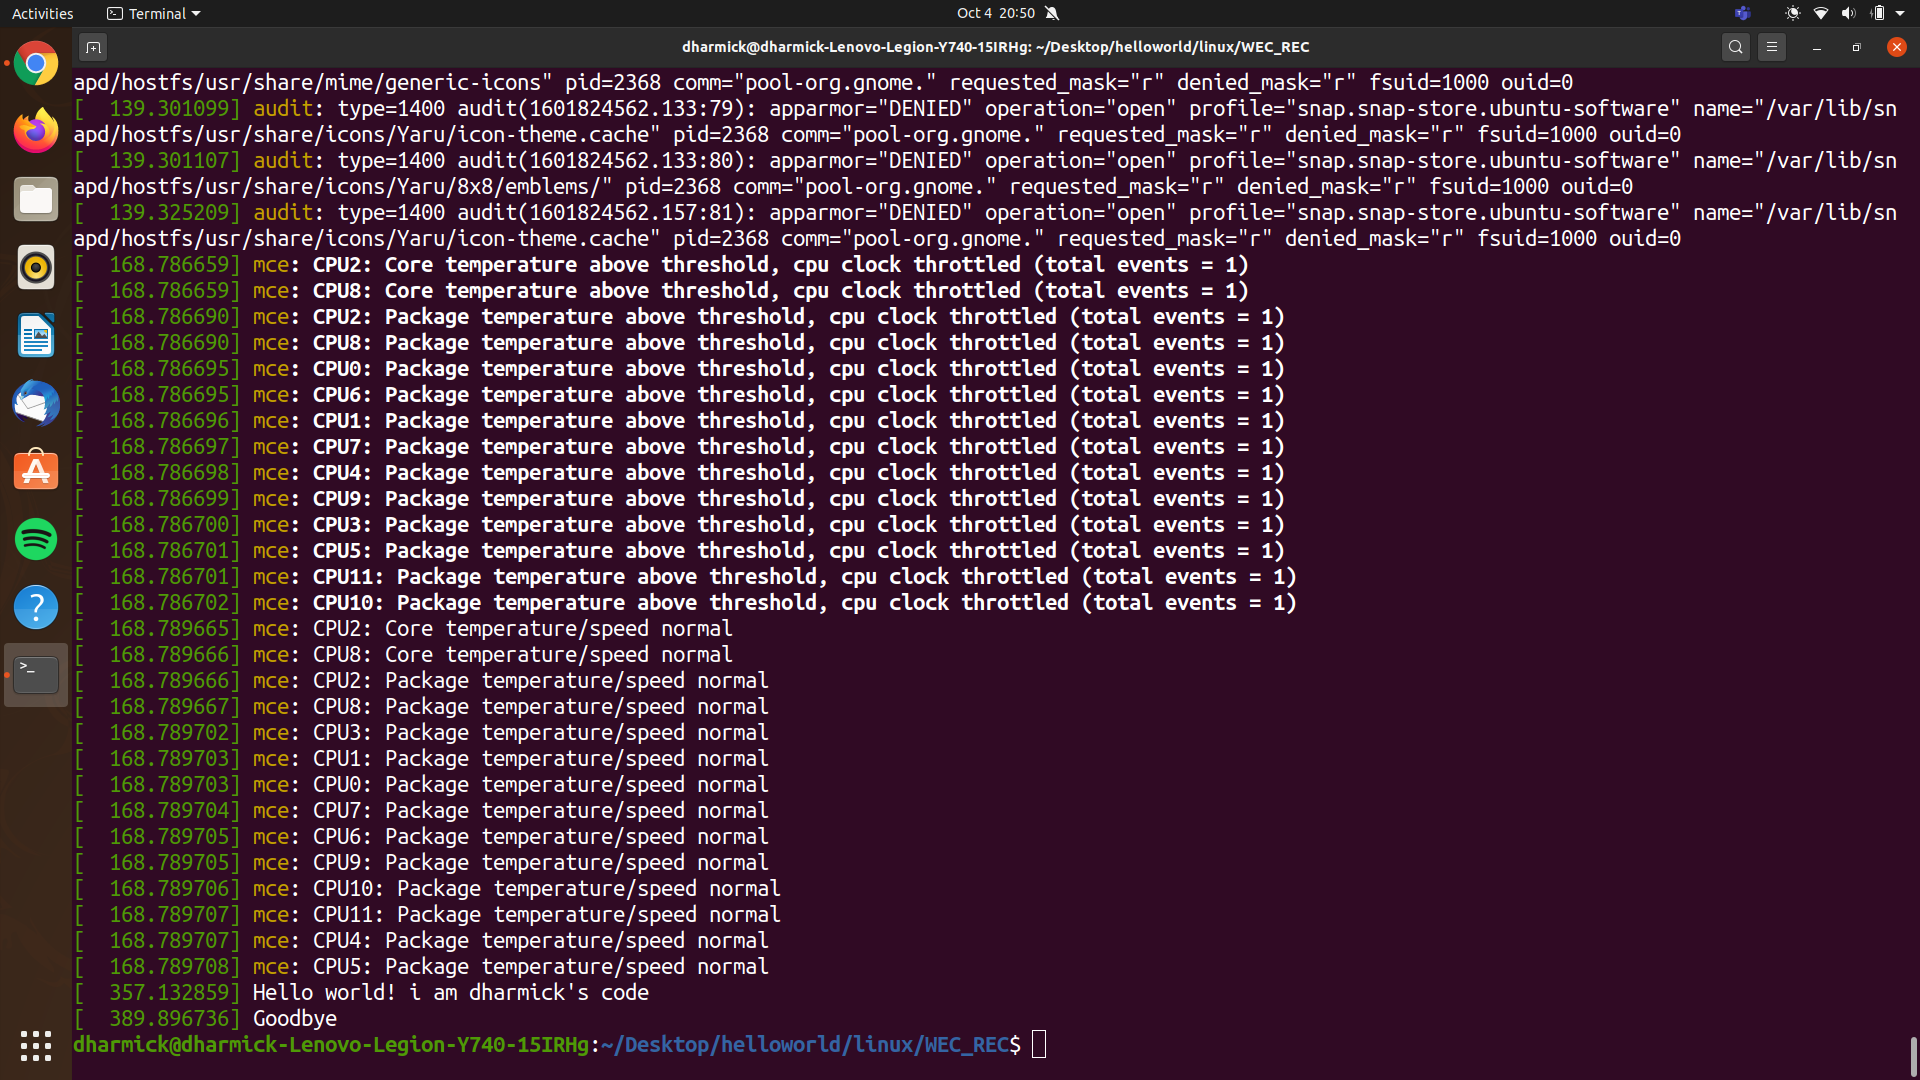 Activities Terminal Oct 4 20:50
dharmick@dharmick-Lenovo-Legion-Y740-15IRHg: ~/Desktop/helloworld/linux/WEC_REC
apd/hostfs/usr/share/mime/generic-icons" pid=2368 comm="pool-org.gnome." requested_mask="r" denied_mask="r" fsuid=1000 ouid=0
[  139.301099] audit: type=1400 audit(1601824562.133:79): apparmor="DENIED" operation="open" profile="snap.snap-store.ubuntu-software" name="/var/lib/sn
apd/hostfs/usr/share/icons/Yaru/icon-theme.cache" pid=2368 comm="pool-org.gnome." requested_mask="r" denied_mask="r" fsuid=1000 ouid=0
[  139.301107] audit: type=1400 audit(1601824562.133:80): apparmor="DENIED" operation="open" profile="snap.snap-store.ubuntu-software" name="/var/lib/sn
apd/hostfs/usr/share/icons/Yaru/8x8/emblems/" pid=2368 comm="pool-org.gnome." requested_mask="r" denied_mask="r" fsuid=1000 ouid=0
[  139.325209] audit: type=1400 audit(1601824562.157:81): apparmor="DENIED" operation="open" profile="snap.snap-store.ubuntu-software" name="/var/lib/sn
apd/hostfs/usr/share/icons/Yaru/icon-theme.cache" pid=2368 comm="pool-org.gnome." requested_mask="r" denied_mask="r" fsuid=1000 ouid=0
[  168.786659] mce: CPU2: Core temperature above threshold, cpu clock throttled (total events = 1)
[  168.786659] mce: CPU8: Core temperature above threshold, cpu clock throttled (total events = 1)
[  168.786690] mce: CPU2: Package temperature above threshold, cpu clock throttled (total events = 1)
[  168.786690] mce: CPU8: Package temperature above threshold, cpu clock throttled (total events = 1)
[  168.786695] mce: CPU0: Package temperature above threshold, cpu clock throttled (total events = 1)
[  168.786695] mce: CPU6: Package temperature above threshold, cpu clock throttled (total events = 1)
[  168.786696] mce: CPU1: Package temperature above threshold, cpu clock throttled (total events = 1)
[  168.786697] mce: CPU7: Package temperature above threshold, cpu clock throttled (total events = 1)
[  168.786698] mce: CPU4: Package temperature above threshold, cpu clock throttled (total events = 1)
[  168.786699] mce: CPU9: Package temperature above threshold, cpu clock throttled (total events = 1)
[  168.786700] mce: CPU3: Package temperature above threshold, cpu clock throttled (total events = 1)
[  168.786701] mce: CPU5: Package temperature above threshold, cpu clock throttled (total events = 1)
[  168.786701] mce: CPU11: Package temperature above threshold, cpu clock throttled (total events = 1)
[  168.786702] mce: CPU10: Package temperature above threshold, cpu clock throttled (total events = 1)
[  168.789665] mce: CPU2: Core temperature/speed normal
[  168.789666] mce: CPU8: Core temperature/speed normal
[  168.789666] mce: CPU2: Package temperature/speed normal
[  168.789667] mce: CPU8: Package temperature/speed normal
[  168.789702] mce: CPU3: Package temperature/speed normal
[  168.789703] mce: CPU1: Package temperature/speed normal
[  168.789703] mce: CPU0: Package temperature/speed normal
[  168.789704] mce: CPU7: Package temperature/speed normal
[  168.789705] mce: CPU6: Package temperature/speed normal
[  168.789705] mce: CPU9: Package temperature/speed normal
[  168.789706] mce: CPU10: Package temperature/speed normal
[  168.789707] mce: CPU11: Package temperature/speed normal
[  168.789707] mce: CPU4: Package temperature/speed normal
[  168.789708] mce: CPU5: Package temperature/speed normal
[  357.132859] Hello world! i am dharmick's code
[  389.896736] Goodbye
dharmick@dharmick-Lenovo-Legion-Y740-15IRHg:~/Desktop/helloworld/linux/WEC_REC$